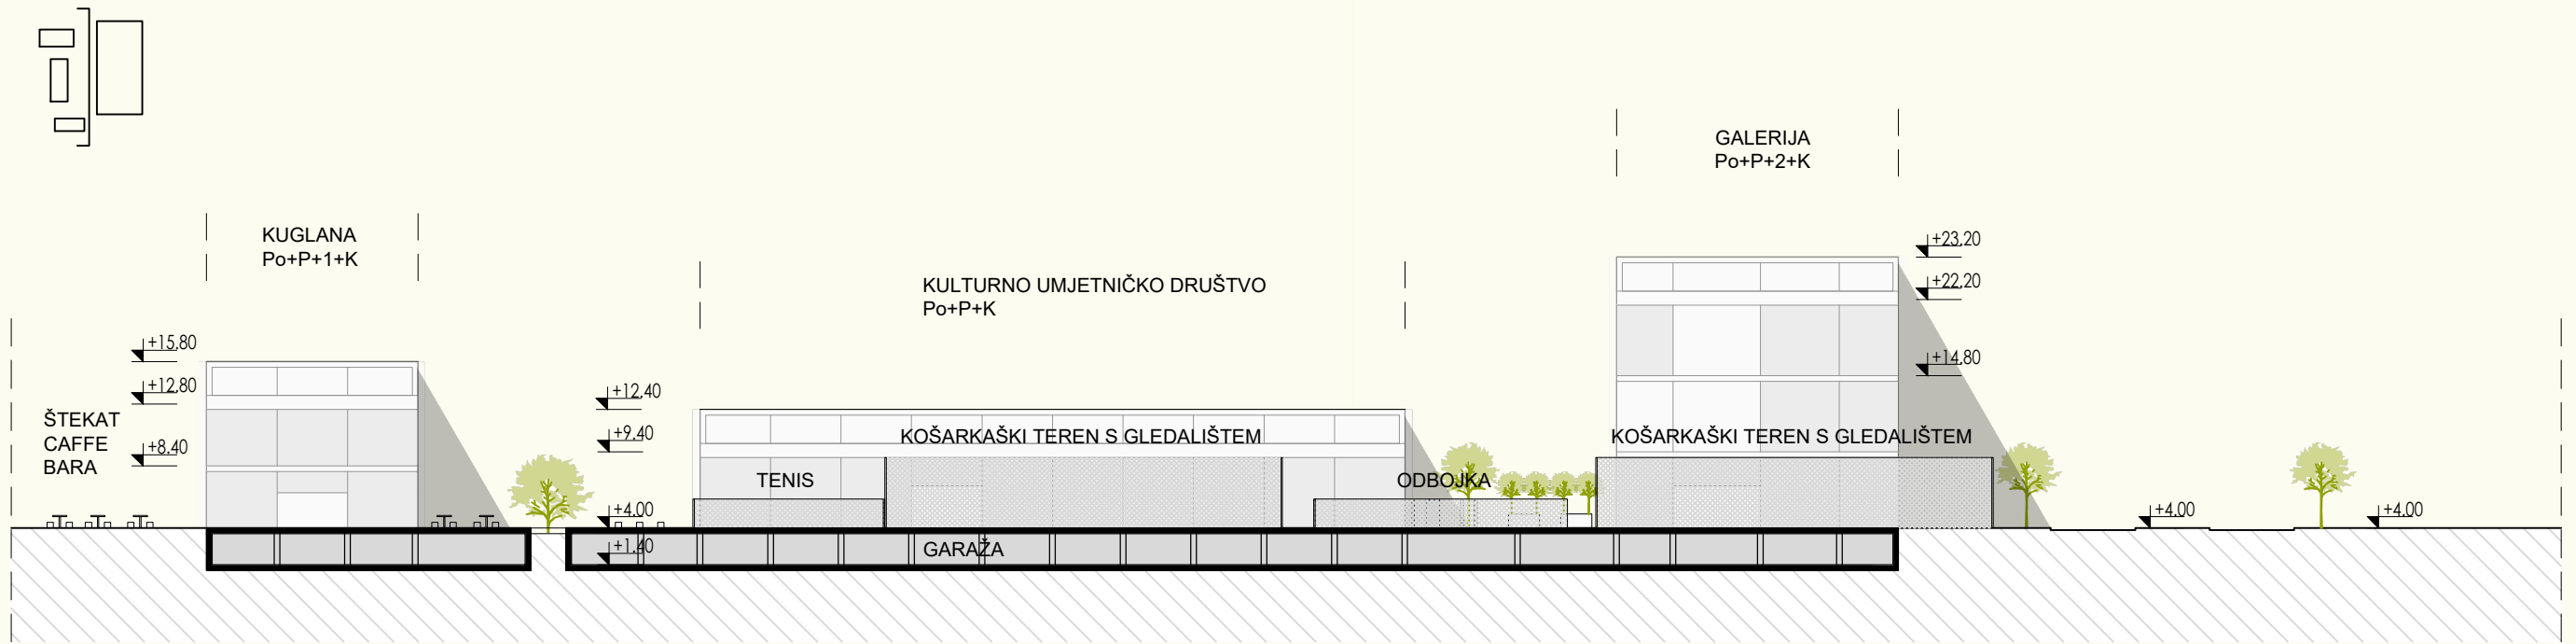 GALERIJA
Po+P+2+K
KUGLANA
Po+P+1+K
KULTURNO UMJETNIČKO DRUŠTVO
Po+P+K
+23,20
+22,20
+14,80
+15,80
+12,80
+8,40
ŠTEKAT
CAFFE
BARA
+12,40
+9,40
+4,00
+1,40
KOŠARKAŠKI TEREN S GLEDALIŠTEM
KOŠARKAŠKI TEREN S GLEDALIŠTEM
TENIS
ODBOJKA
+4,00
+4,00
GARAŽA